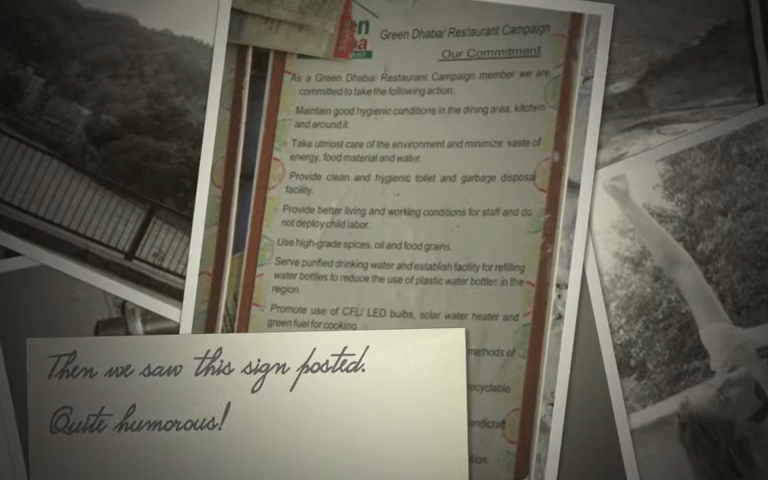 Green Dhaba/ Restaurant Campaign
Our Commitment
As a Green Dhaba/ Restaurant Campaign member we are
committed to take the following action:
Maintain good hygienic conditions in the dining area, kitchen
and around it.
Take utmost care of the environment and minimize waste of
energy, food material and water.
Provide clean and hygienic toilet and garbage disposal
facility.
Provide better living and working conditions for staff and do
not deploy child labor.
Use high-grade spices, oil and food grains.
Serve purified drinking water and establish facility for refilling
water bottles to reduce the use of plastic water bottles in the
region.
Promote use of CFL/ LED bulbs, solar water heater and
green fuel for cooking
methods of
recyclable
Then we saw this sign posted.
Quite humorous!